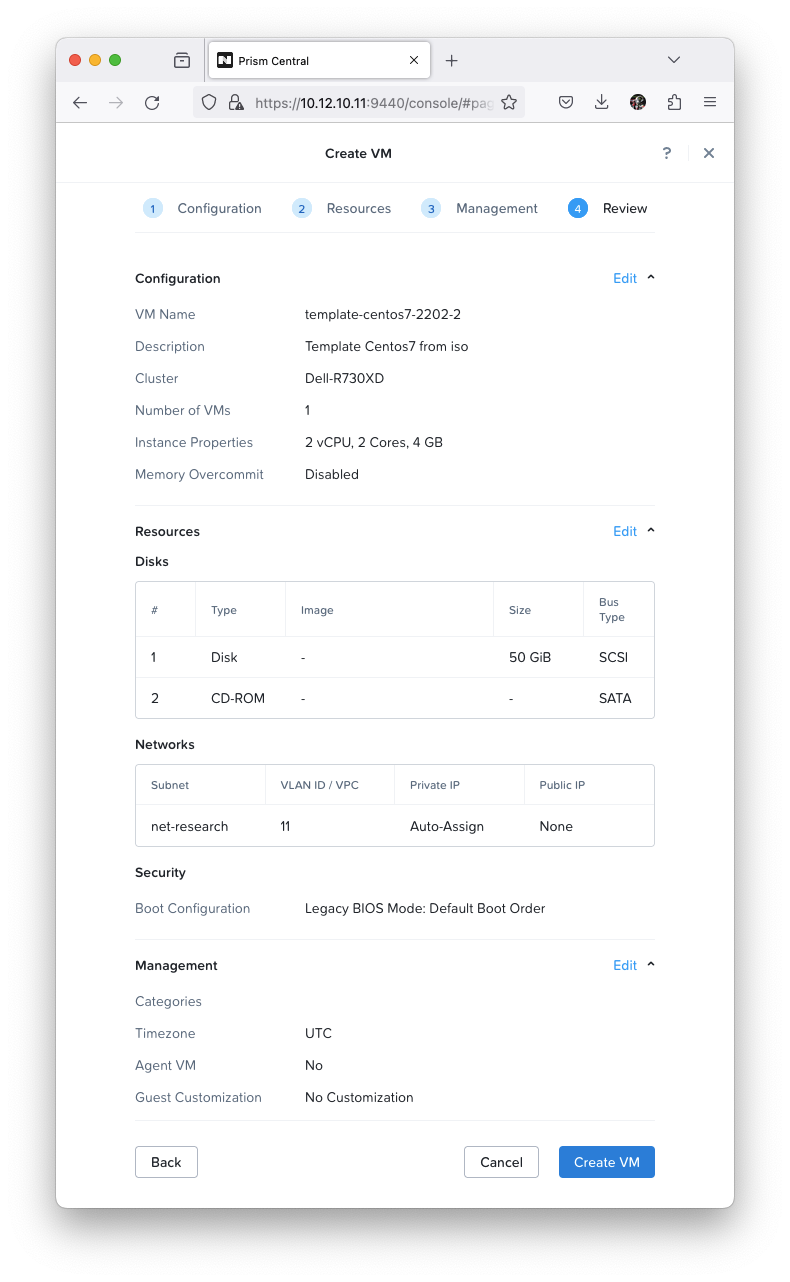 Prism Central
https://10.12.10.11:9440/console/#pag
Create VM
?
1 Configuration 2 Resources 3 Management 4 Review
Configuration Edit
VM Name template-centos7-2202-2
Description Template Centos7 from iso
Cluster Dell-R730XD
Number of VMs 1
Instance Properties 2 vCPU, 2 Cores, 4 GB
Memory Overcommit Disabled
Resources Edit
Disks
# Type Image Size Bus Type
1 Disk - 50 GiB SCSI
2 CD-ROM - - SATA
Networks
Subnet VLAN ID / VPC Private IP Public IP
net-research 11 Auto-Assign None
Security
Boot Configuration Legacy BIOS Mode: Default Boot Order
Management Edit
Categories
Timezone UTC
Agent VM No
Guest Customization No Customization
Back Cancel Create VM